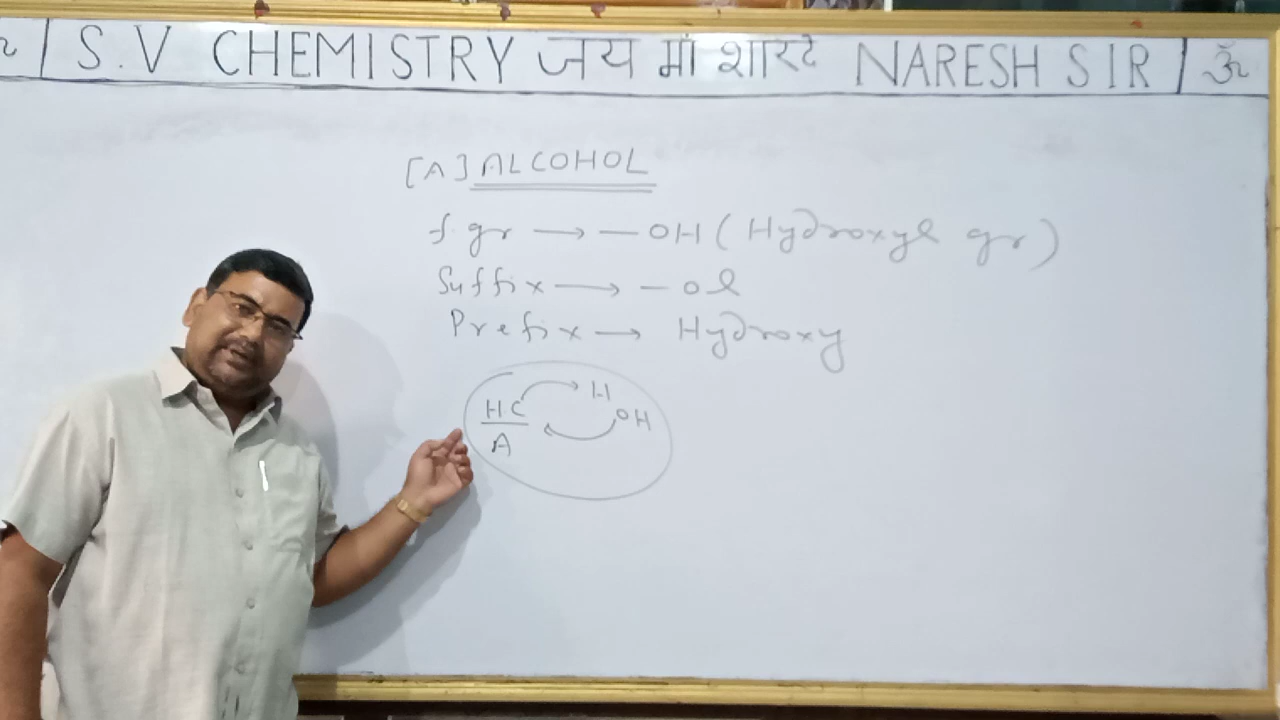 S.V CHEMISTRY जय माँ शारदे NARESH SIR ॐ
[A] ALCOHOL
f. gr → — OH ( Hydroxyl gr )
Suffix → - ol
Prefix → Hydroxy
HC H
OH
A